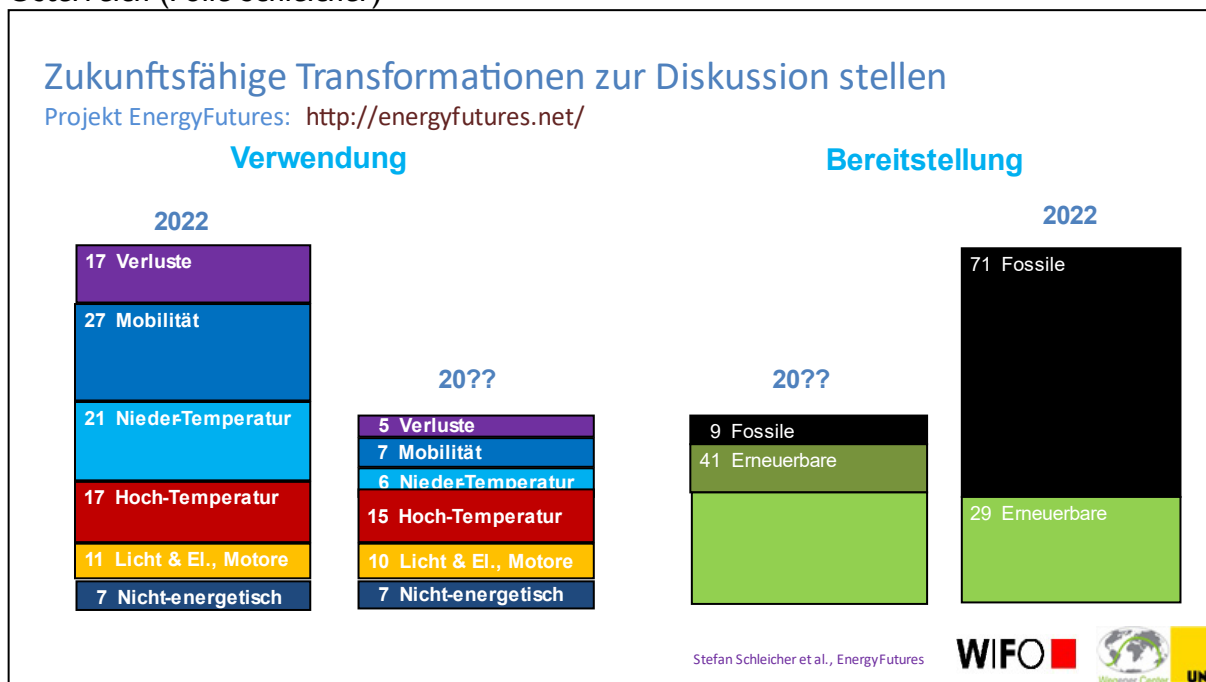 Zukunftsfähige Transformationen zur Diskussion stellen
Projekt EnergyFutures: http://energyfutures.net/
Verwendung
2022
17 Verluste
27 Mobilität
21 Nieder-Temperatur
17 Hoch-Temperatur
11 Licht & El., Motore
7 Nicht-energetisch
20??
5 Verluste
7 Mobilität
6 Nieder-Temperatur
15 Hoch-Temperatur
10 Licht & El., Motore
7 Nicht-energetisch
Bereitstellung
20??
9 Fossile
41 Erneuerbare
2022
71 Fossile
29 Erneuerbare
Stefan Schleicher et al., EnergyFutures
WIFO
Wegener Center
UN